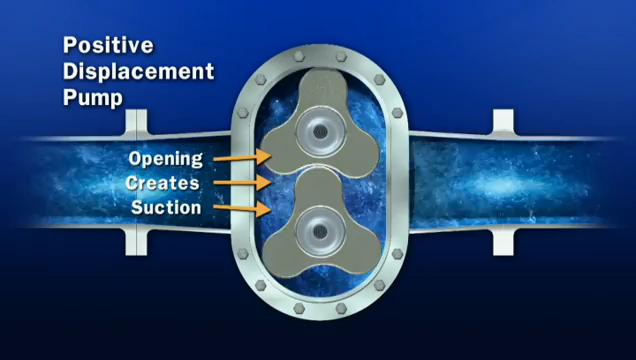 Positive
Displacement
Pump
Opening
Creates
Suction